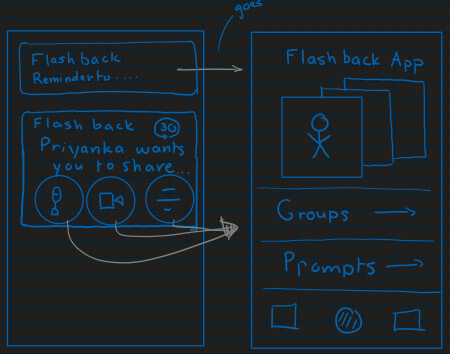 goes
Flashback
Reminder to....
Flashback
30
Priyanka wants
you to share...
Flashback App
Groups
Prompts